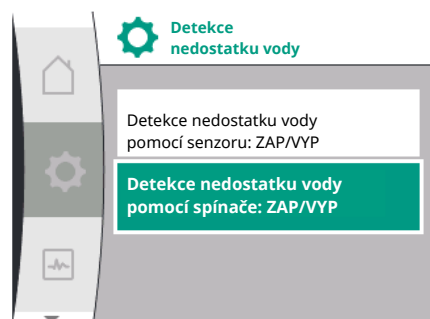 Detekce
nedostatku vody
Detekce nedostatku vody
pomocí senzoru: ZAP/VYP
Detekce nedostatku vody
pomocí spínače: ZAP/VYP